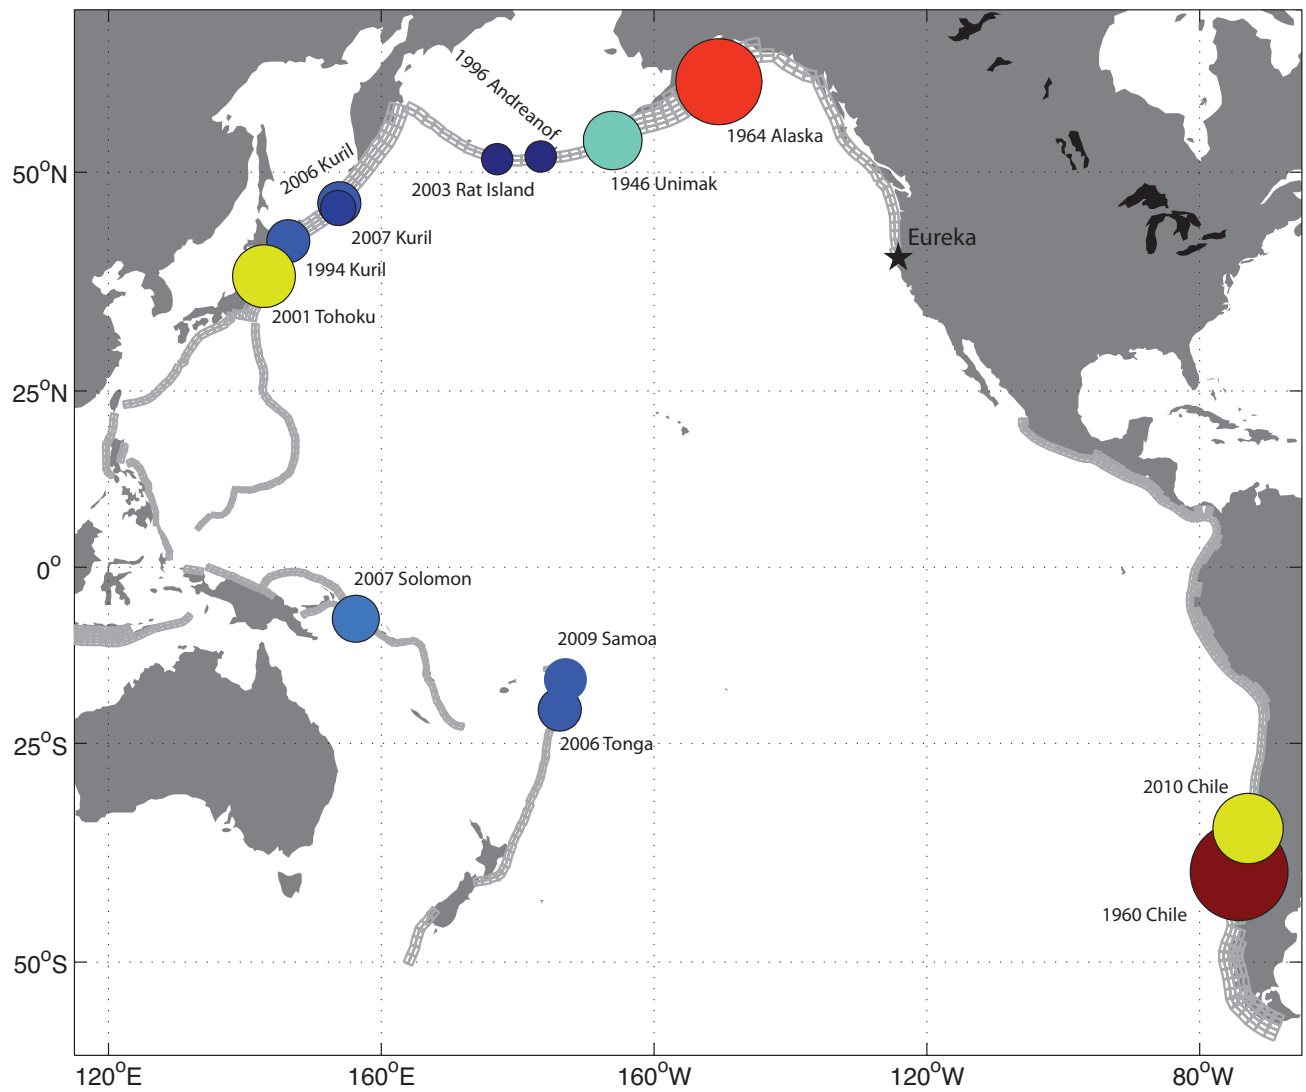 1996 Andreanof
1964 Alaska
50°N
2006 Kuril
2003 Rat Island
1946 Unimak
2007 Kuril
Eureka
1994 Kuril
2001 Tohoku
25°N
0°
2007 Solomon
2009 Samoa
25°S
2006 Tonga
2010 Chile
1960 Chile
50°S
120°E
160°E
160°W
120°W
80°W